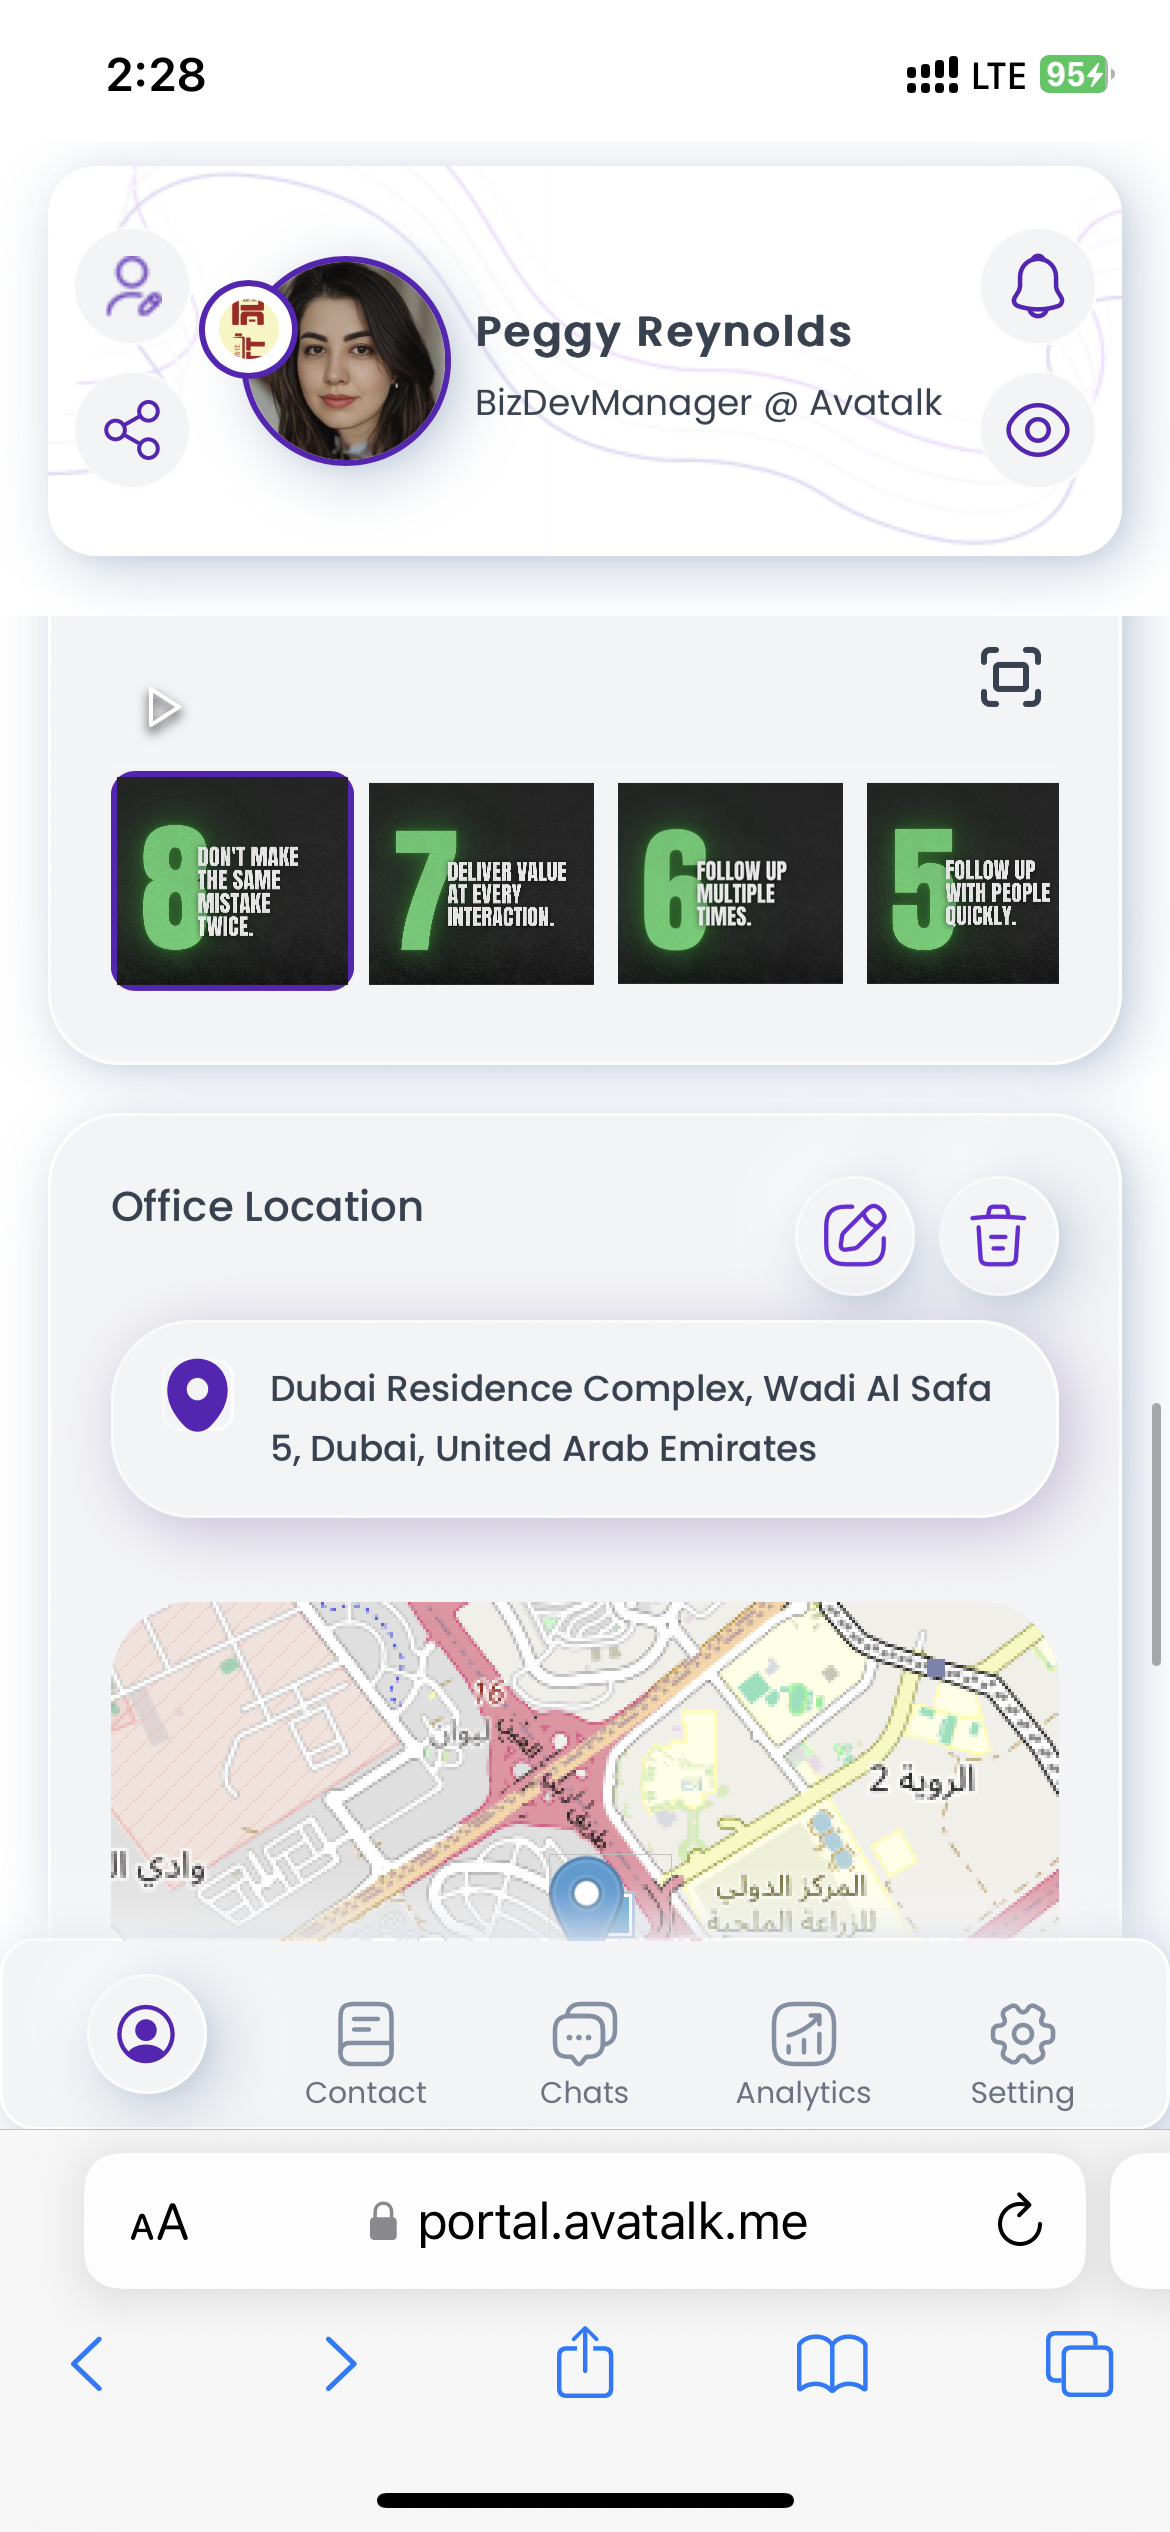 2:28
LTE
95
Peggy Reynolds
BizDevManager @ Avatalk
8
DON'T MAKE
THE SAME
MISTAKE
TWICE.
7
DELIVER VALUE
AT EVERY
INTERACTION.
6
FOLLOW UP
MULTIPLE
TIMES.
5
FOLLOW UP
WITH PEOPLE
QUICKLY.
Office Location
Dubai Residence Complex, Wadi Al Safa
5, Dubai, United Arab Emirates
16
ليوان
الروية 2
وادي ال
المركز الدولي
للزراعة الملحية
Contact
Chats
Analytics
Setting
AA
portal.avatalk.me